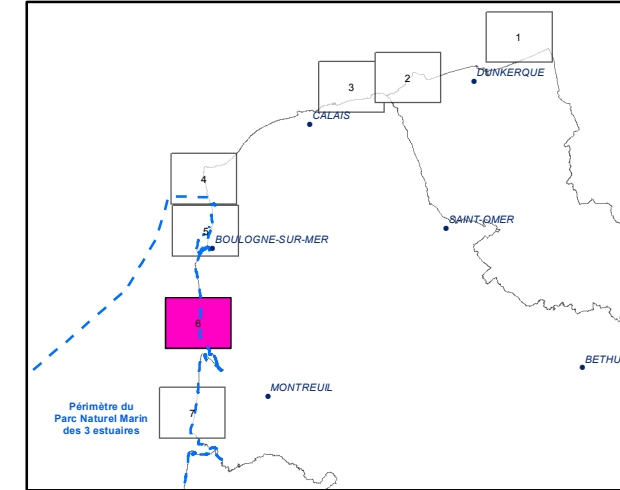 1
DUNKERQUE
2
3
CALAIS
4
SAINT-OMER
5
BOULOGNE-SUR-MER
6
BETHU
MONTREUIL
7
Périmètre du
Parc Naturel Marin
des 3 estuaires